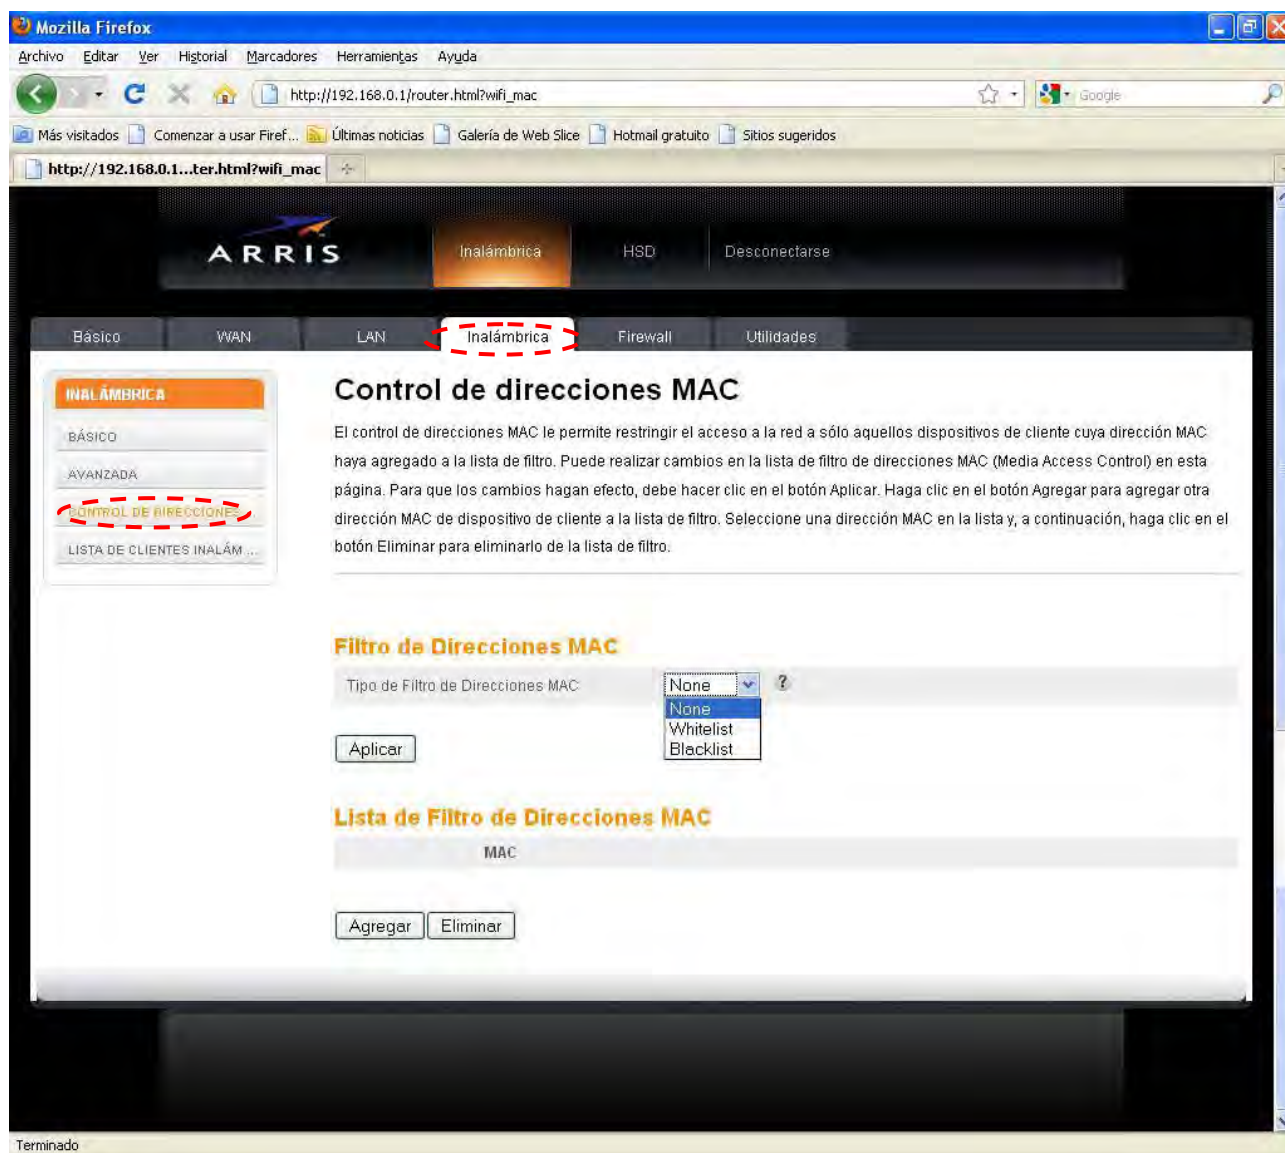 Mozilla Firefox
Archivo Editar Ver Historial Marcadores Herramientas Ayuda
http://192.168.0.1/router.html?wifi_mac
Google
Más visitados Comenzar a usar Firef... Últimas noticias Galería de Web Slice Hotmail gratuito Sitios sugeridos
http://192.168.0.1...ter.html?wifi_mac
ARRIS Inalámbrica HSD Desconectarse
Básico WAN LAN Inalámbrica Firewall Utilidades
INALÁMBRICA
BÁSICO
AVANZADA
CONTROL DE DIRECCIONES
LISTA DE CLIENTES INALÁM ...
Control de direcciones MAC
El control de direcciones MAC le permite restringir el acceso a la red a sólo aquellos dispositivos de cliente cuya dirección MAC
haya agregado a la lista de filtro. Puede realizar cambios en la lista de filtro de direcciones MAC (Media Access Control) en esta
página. Para que los cambios hagan efecto, debe hacer clic en el botón Aplicar. Haga clic en el botón Agregar para agregar otra
dirección MAC de dispositivo de cliente a la lista de filtro. Seleccione una dirección MAC en la lista y, a continuación, haga clic en el
botón Eliminar para eliminarlo de la lista de filtro.
Filtro de Direcciones MAC
Tipo de Filtro de Direcciones MAC None ?
None
Whitelist
Blacklist
Aplicar
Lista de Filtro de Direcciones MAC
MAC
Agregar Eliminar
Terminado